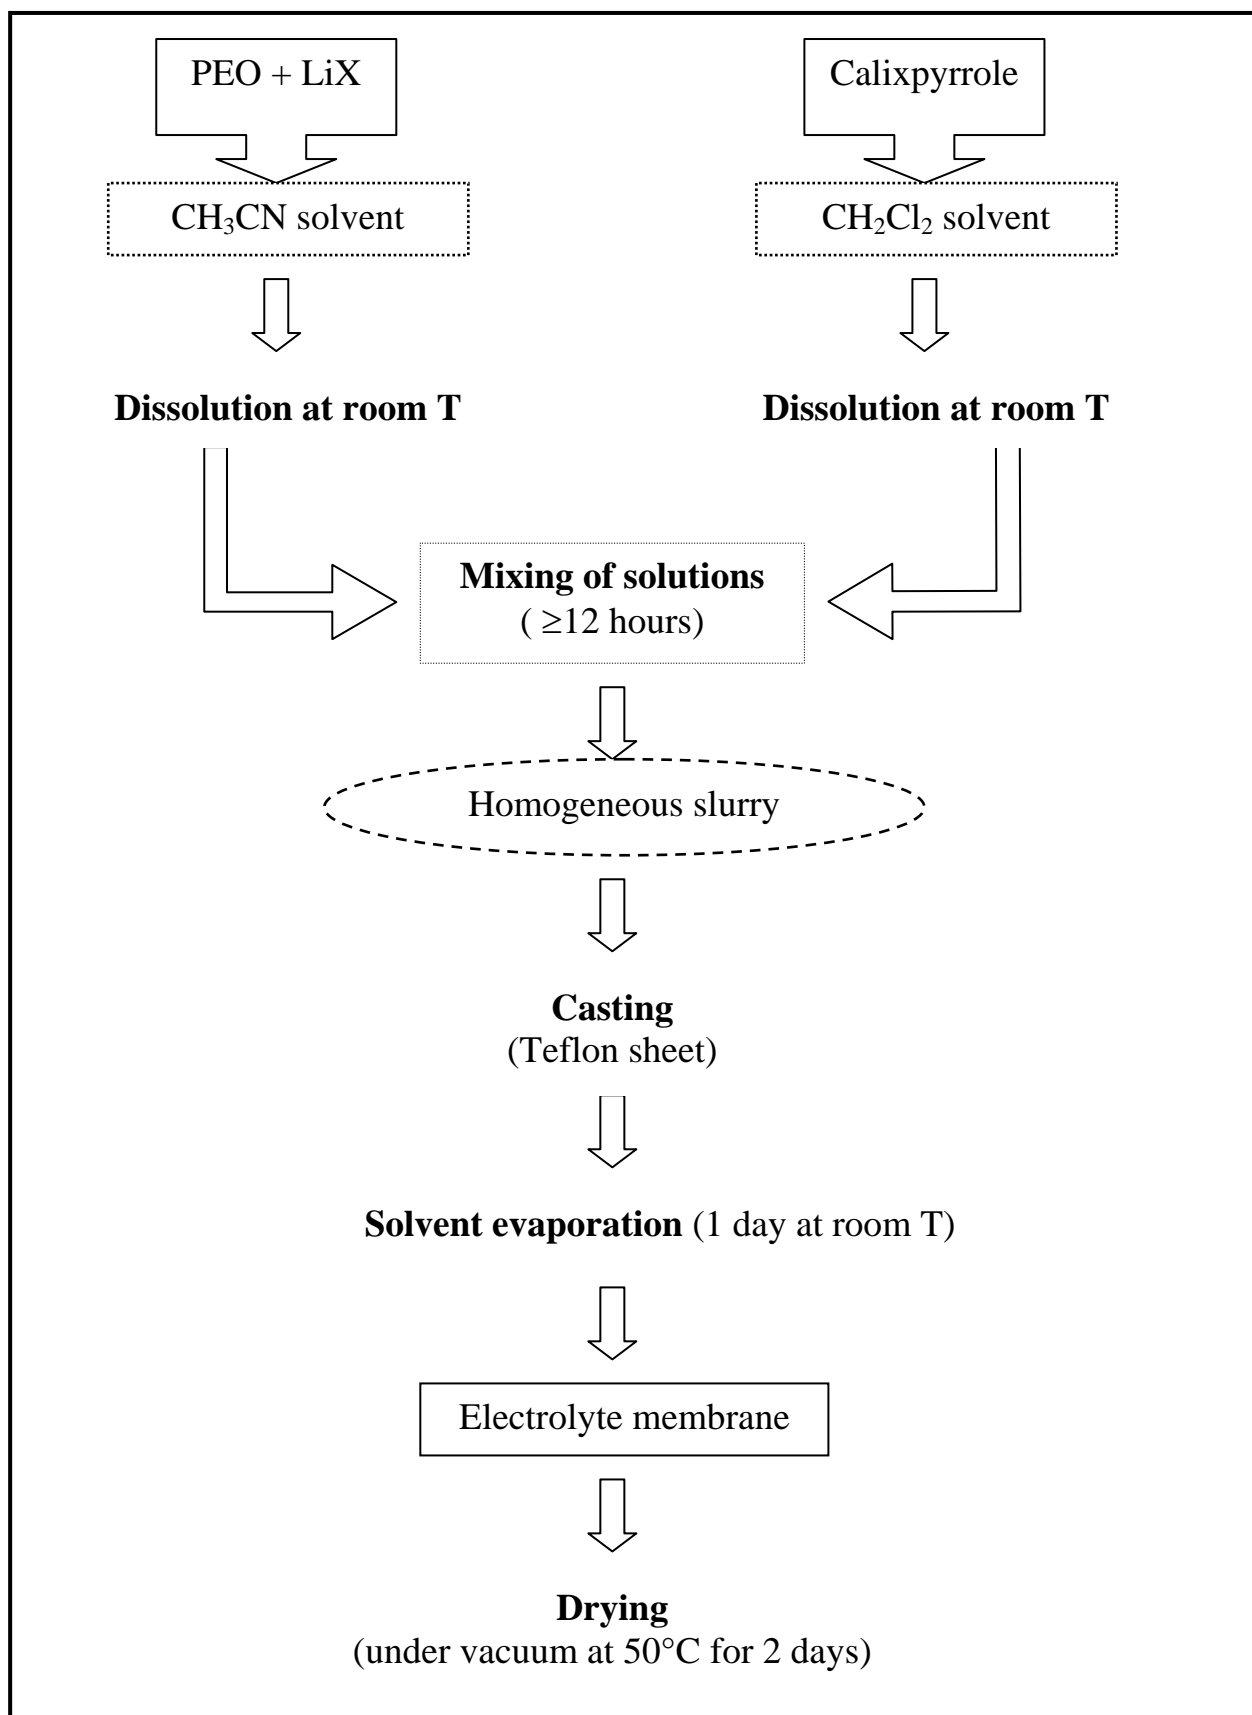 PEO + LiX
Calixpyrrole
CH₃CN solvent
CH₂Cl₂ solvent
Dissolution at room T
Dissolution at room T
Mixing of solutions
( ≥12 hours)
Homogeneous slurry
Casting
(Teflon sheet)
Solvent evaporation (1 day at room T)
Electrolyte membrane
Drying
(under vacuum at 50°C for 2 days)